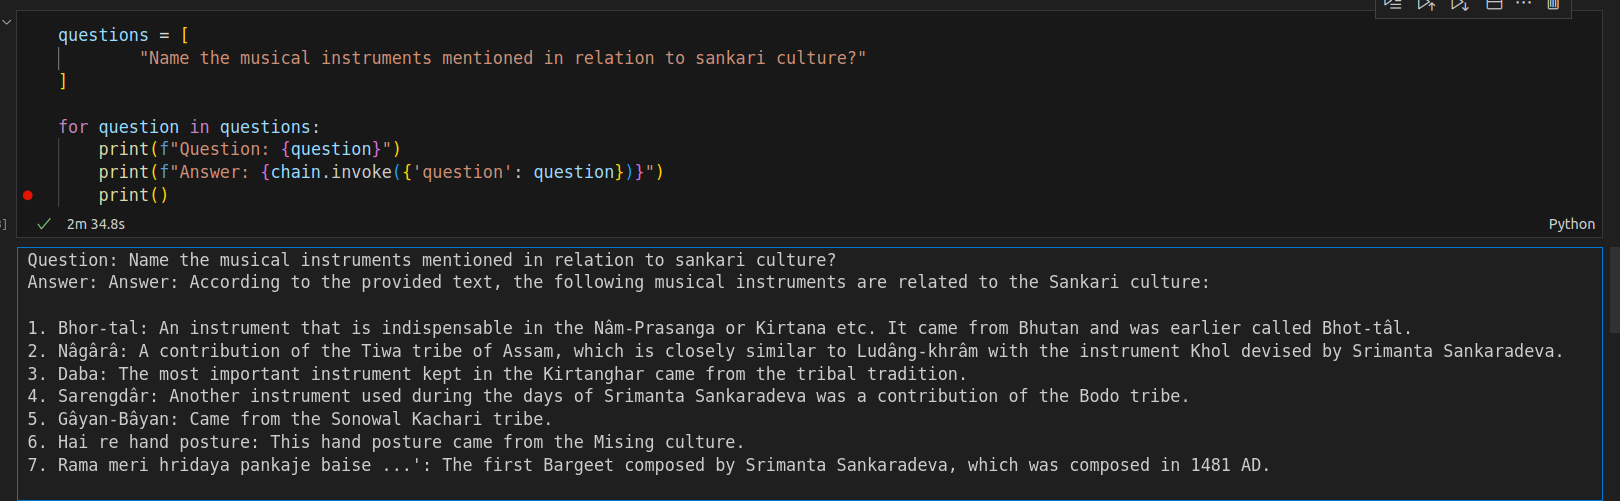 questions = [
"Name the musical instruments mentioned in relation to sankari culture?"
]
for question in questions:
print(f"Question: {question}")
print(f"Answer: {chain.invoke({'question': question})}")
print()
2m 34.8s
Python
Question: Name the musical instruments mentioned in relation to sankari culture?
Answer: Answer: According to the provided text, the following musical instruments are related to the Sankari culture:
1. Bhor-tal: An instrument that is indispensable in the Nâm-Prasanga or Kirtana etc. It came from Bhutan and was earlier called Bhot-tâl.
2. Nâgârâ: A contribution of the Tiwa tribe of Assam, which is closely similar to Ludâng-khrâm with the instrument Khol devised by Srimanta Sankaradeva.
3. Daba: The most important instrument kept in the Kirtanghar came from the tribal tradition.
4. Sarengdâr: Another instrument used during the days of Srimanta Sankaradeva was a contribution of the Bodo tribe.
5. Gâyan-Bâyan: Came from the Sonowal Kachari tribe.
6. Hai re hand posture: This hand posture came from the Mising culture.
7. Rama meri hridaya pankaje baise ...': The first Bargeet composed by Srimanta Sankaradeva, which was composed in 1481 AD.